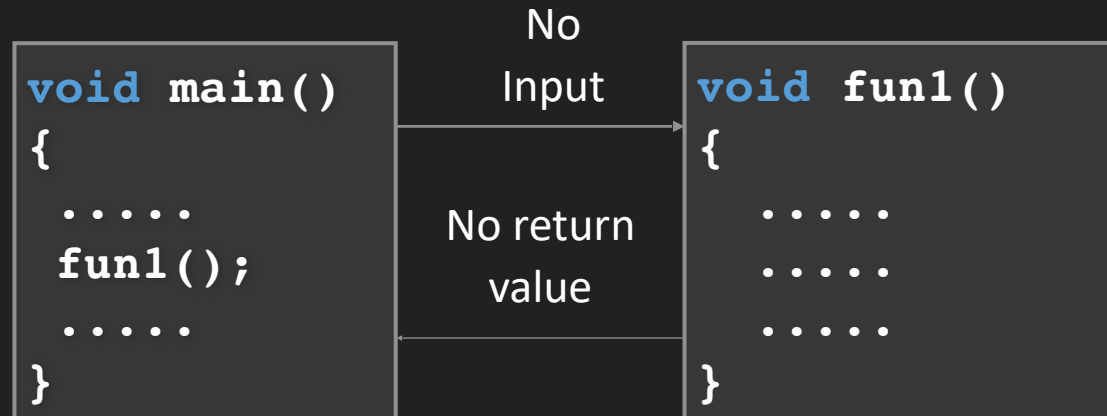 void main()
{
.....
fun1();
.....
}
No
Input
No return
value
void fun1()
{
.....
.....
.....
}